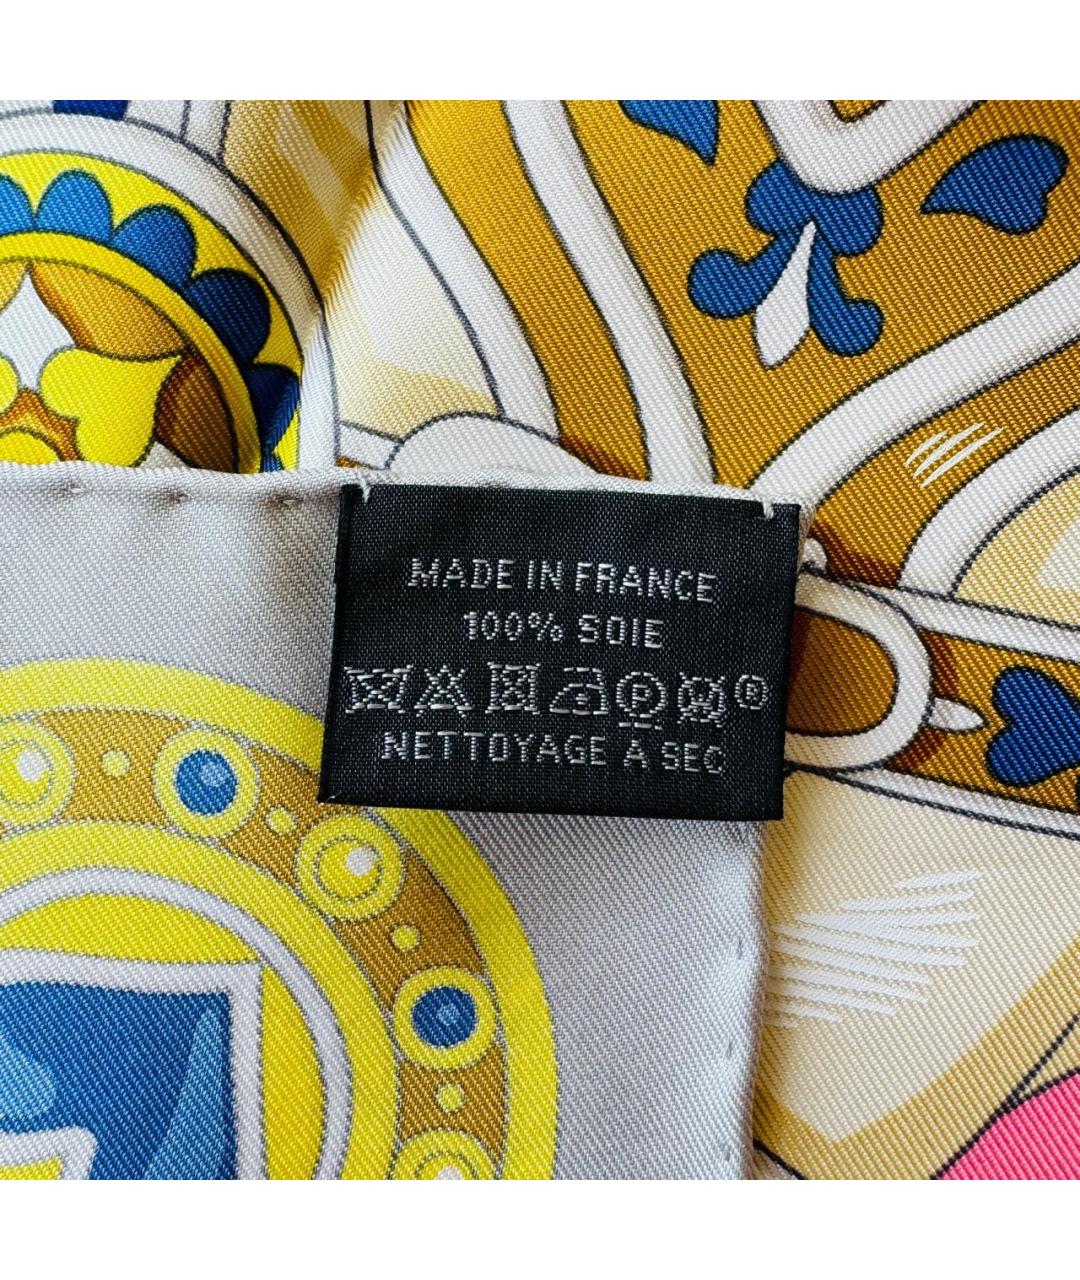 MADE IN FRANCE
100% SOIE
P ®
NETTOYAGE A SEC